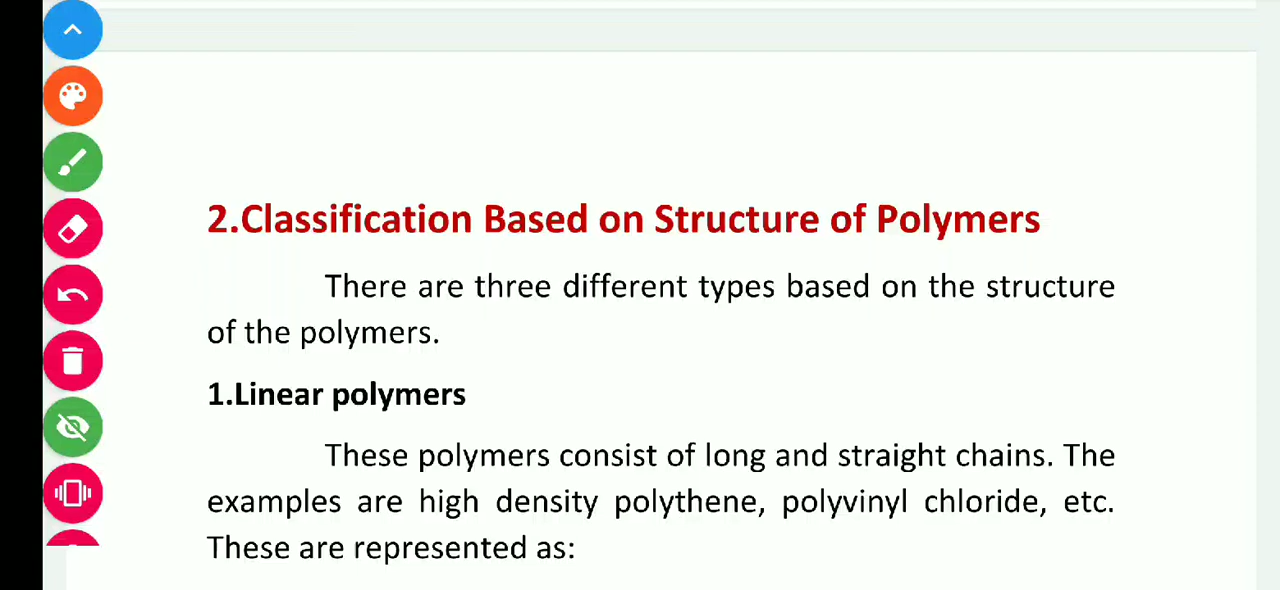 2.Classification Based on Structure of Polymers
There are three different types based on the structure
of the polymers.
1.Linear polymers
These polymers consist of long and straight chains. The
examples are high density polythene, polyvinyl chloride, etc.
These are represented as: